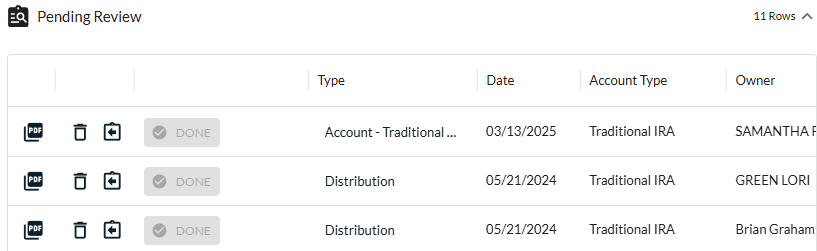 Pending Review 11 Rows
Type Date Account Type Owner
PDF DONE Account - Traditional ... 03/13/2025 Traditional IRA SAMANTHA
PDF DONE Distribution 05/21/2024 Traditional IRA GREEN LORI
PDF DONE Distribution 05/21/2024 Traditional IRA Brian Graham